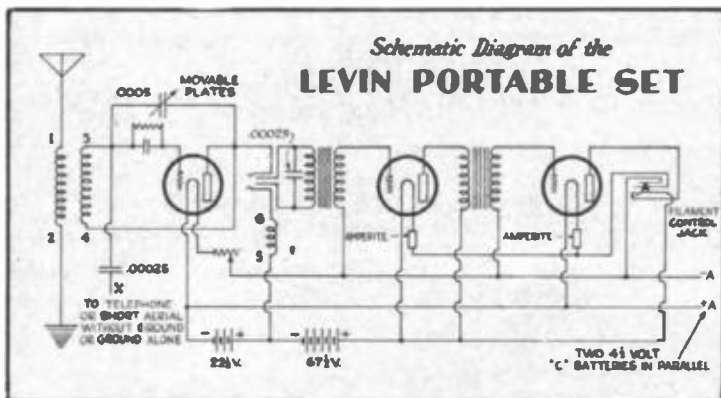 Schematic Diagram of the
LEVIN PORTABLE SET
.0005
MOVABLE
PLATES
.00025
1
3
2
4
6
5
AMPERITE
AMPERITE
A
FILAMENT
CONTROL
JACK
.00025
X
TO TELEPHONE
OR SHORT AERIAL
WITHOUT GROUND
OR GROUND ALONE
-A
+A
- +
22½V.
- +
67½V.
TWO 4½ VOLT
"C" BATTERIES IN PARALLEL